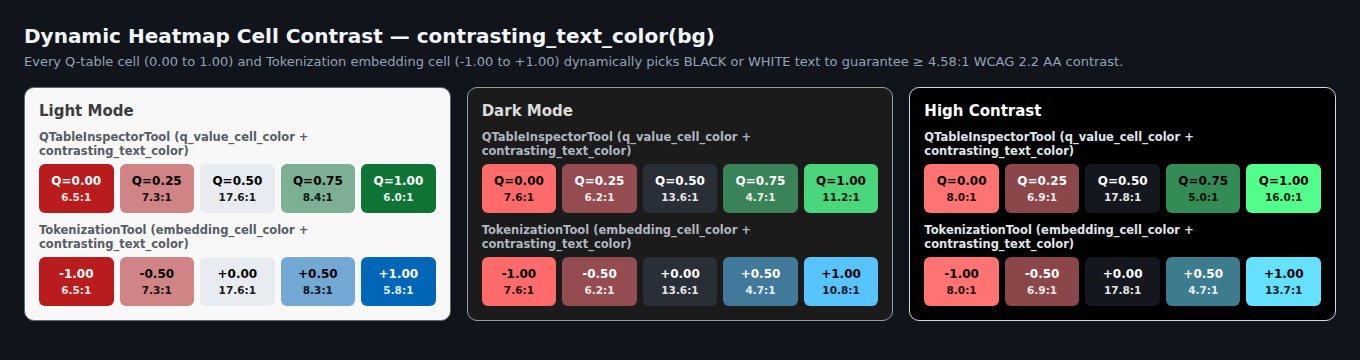 Dynamic Heatmap Cell Contrast — contrasting_text_color(bg)
Every Q-table cell (0.00 to 1.00) and Tokenization embedding cell (-1.00 to +1.00) dynamically picks BLACK or WHITE text to guarantee ≥ 4.58:1 WCAG 2.2 AA contrast.
Light Mode
QTableInspectorTool (q_value_cell_color +
contrasting_text_color)
Q=0.00 Q=0.25 Q=0.50 Q=0.75 Q=1.00
6.5:1 7.3:1 17.6:1 8.4:1 6.0:1
TokenizationTool (embedding_cell_color +
contrasting_text_color)
-1.00 -0.50 +0.00 +0.50 +1.00
6.5:1 7.3:1 17.6:1 8.3:1 5.8:1
Dark Mode
QTableInspectorTool (q_value_cell_color +
contrasting_text_color)
Q=0.00 Q=0.25 Q=0.50 Q=0.75 Q=1.00
7.6:1 6.2:1 13.6:1 4.7:1 11.2:1
TokenizationTool (embedding_cell_color +
contrasting_text_color)
-1.00 -0.50 +0.00 +0.50 +1.00
7.6:1 6.2:1 13.6:1 4.7:1 10.8:1
High Contrast
QTableInspectorTool (q_value_cell_color +
contrasting_text_color)
Q=0.00 Q=0.25 Q=0.50 Q=0.75 Q=1.00
8.0:1 6.9:1 17.8:1 5.0:1 16.0:1
TokenizationTool (embedding_cell_color +
contrasting_text_color)
-1.00 -0.50 +0.00 +0.50 +1.00
8.0:1 6.9:1 17.8:1 4.7:1 13.7:1